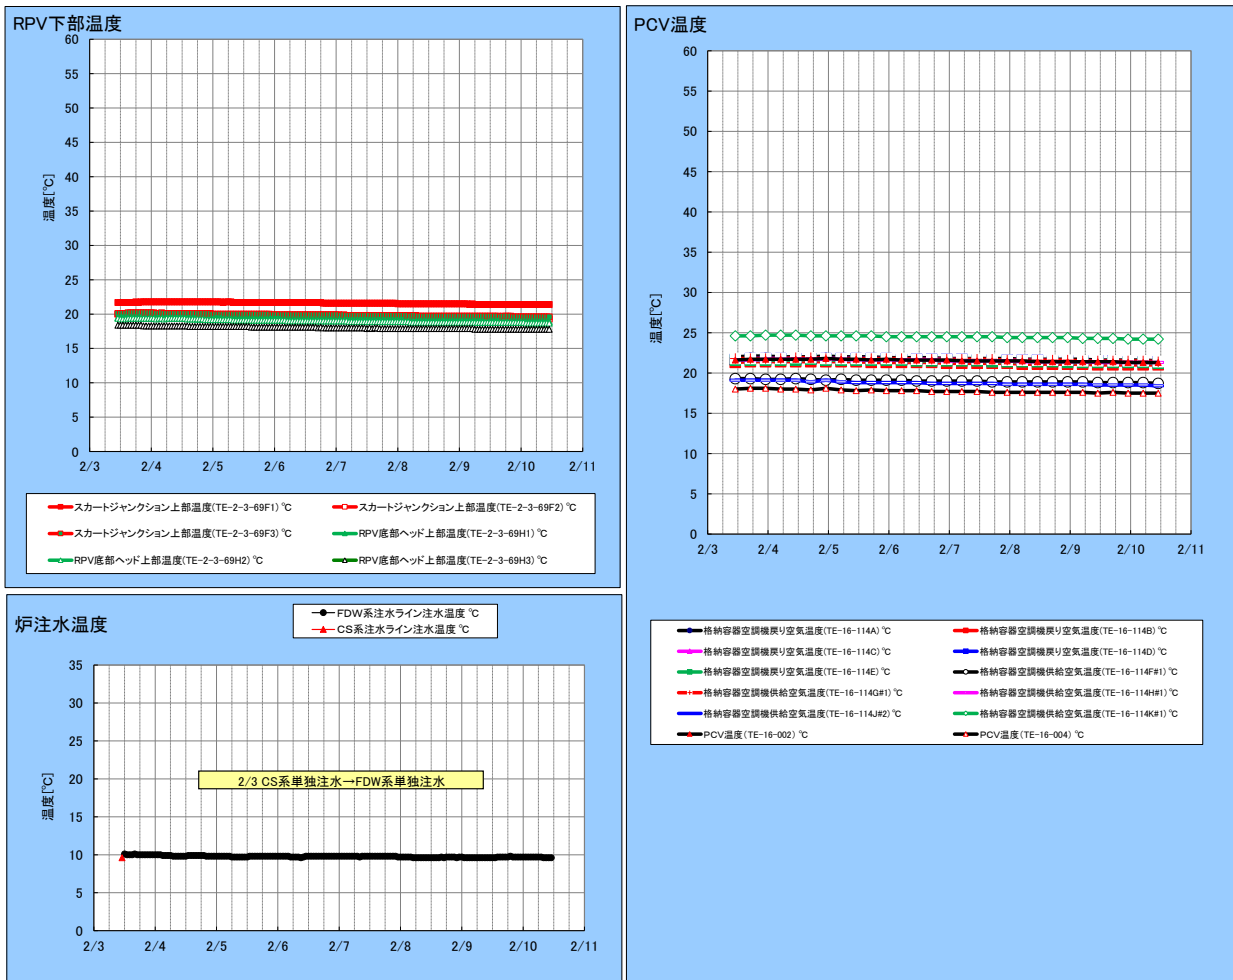 RPV下部温度
60
55
50
45
40
35
30
25
20
15
10
5
0
温度[℃]
2/3 2/4 2/5 2/6 2/7 2/8 2/9 2/10 2/11
スカートジャンクション上部温度(TE-2-3-69F1) ℃ スカートジャンクション上部温度(TE-2-3-69F2) ℃
スカートジャンクション上部温度(TE-2-3-69F3) ℃ RPV底部ヘッド上部温度(TE-2-3-69H1) ℃
RPV底部ヘッド上部温度(TE-2-3-69H2) ℃ RPV底部ヘッド上部温度(TE-2-3-69H3) ℃
炉注水温度
FDW系注水ライン注水温度 ℃
CS系注水ライン注水温度 ℃
35
30
25
20
15
10
5
0
温度[℃]
2/3 CS系単独注水→FDW系単独注水
2/3 2/4 2/5 2/6 2/7 2/8 2/9 2/10 2/11
PCV温度
60
55
50
45
40
35
30
25
20
15
10
5
0
温度[℃]
2/3 2/4 2/5 2/6 2/7 2/8 2/9 2/10 2/11
格納容器空調機戻り空気温度(TE-16-114A) ℃ 格納容器空調機戻り空気温度(TE-16-114B) ℃
格納容器空調機戻り空気温度(TE-16-114C) ℃ 格納容器空調機戻り空気温度(TE-16-114D) ℃
格納容器空調機戻り空気温度(TE-16-114E) ℃ 格納容器空調機供給空気温度(TE-16-114F#1) ℃
格納容器空調機供給空気温度(TE-16-114G#1) ℃ 格納容器空調機供給空気温度(TE-16-114H#1) ℃
格納容器空調機供給空気温度(TE-16-114J#2) ℃ 格納容器空調機供給空気温度(TE-16-114K#1) ℃
PCV温度(TE-16-002) ℃ PCV温度(TE-16-004) ℃